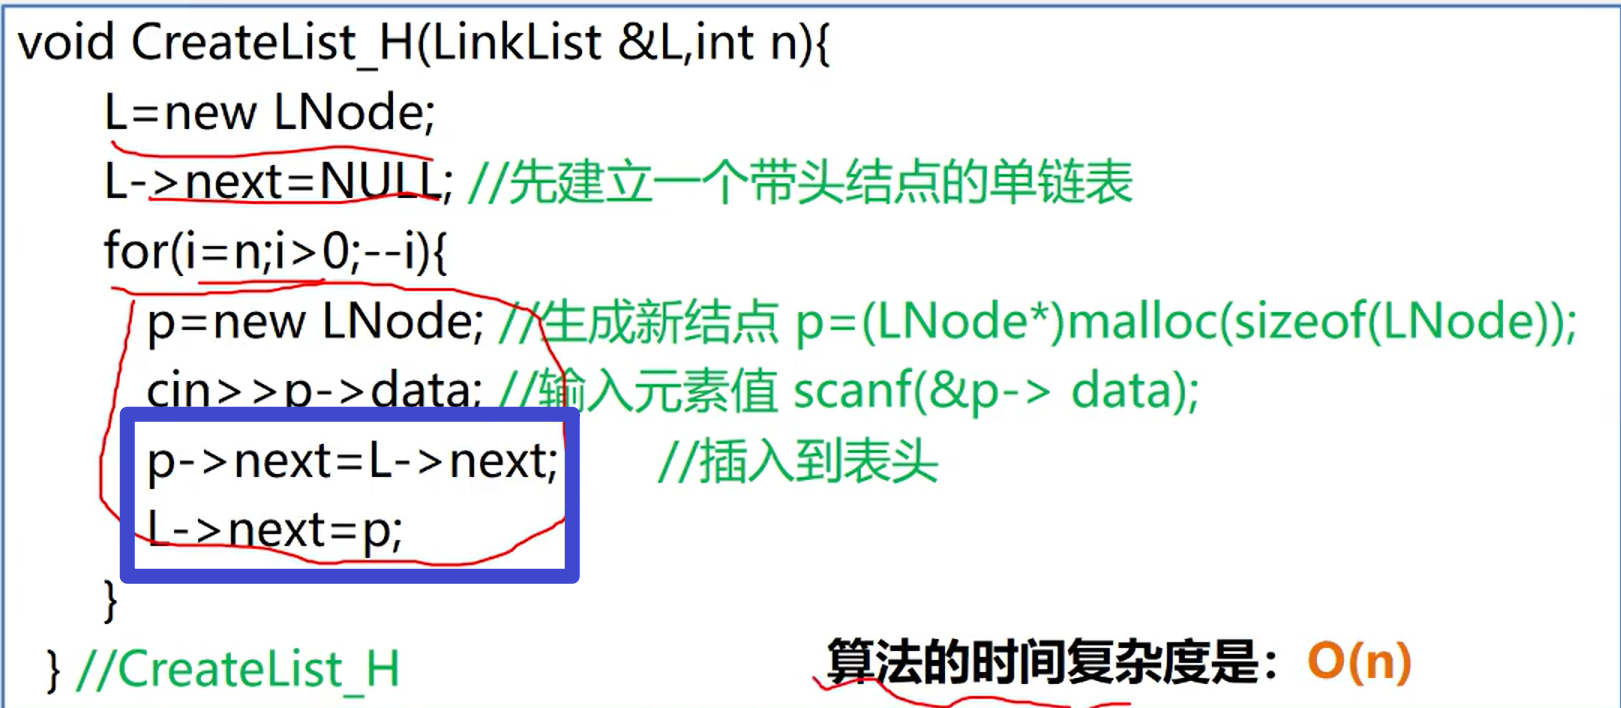 void CreateList_H(LinkList &L,int n){
L=new LNode;
L->next=NULL; //先建立一个带头结点的单链表
for(i=n;i>0;--i){
p=new LNode; //生成新结点 p=(LNode*)malloc(sizeof(LNode));
cin>>p->data; //输入元素值 scanf(&p-> data);
p->next=L->next; //插入到表头
L->next=p;
}
} //CreateList_H
算法的时间复杂度是：O(n)